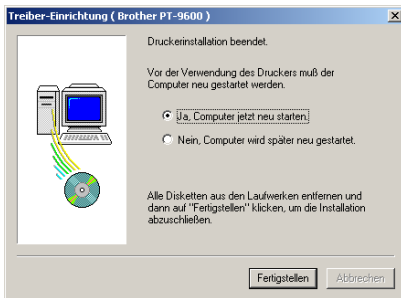 Treiber-Einrichtung ( Brother PT-9600 )
Druckerinstallation beendet.
Vor der Verwendung des Druckers muß der
Computer neu gestartet werden.
Ja, Computer jetzt neu starten.
Nein, Computer wird später neu gestartet.
Alle Disketten aus den Laufwerken entfernen und
dann auf "Fertigstellen" klicken, um die Installation
abzuschließen.
Fertigstellen
Abbrechen